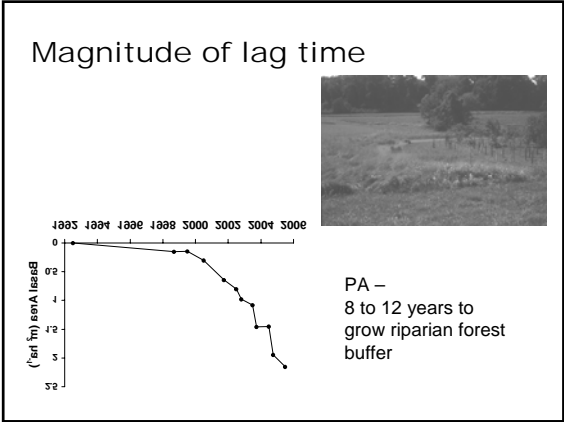 Magnitude of lag time
1992 1994 1996 1998 2000 2002 2004 2006
0
0.5
1
1.5
2
2.5
Basal Area (m² ha⁻¹)
PA –
8 to 12 years to
grow riparian forest
buffer